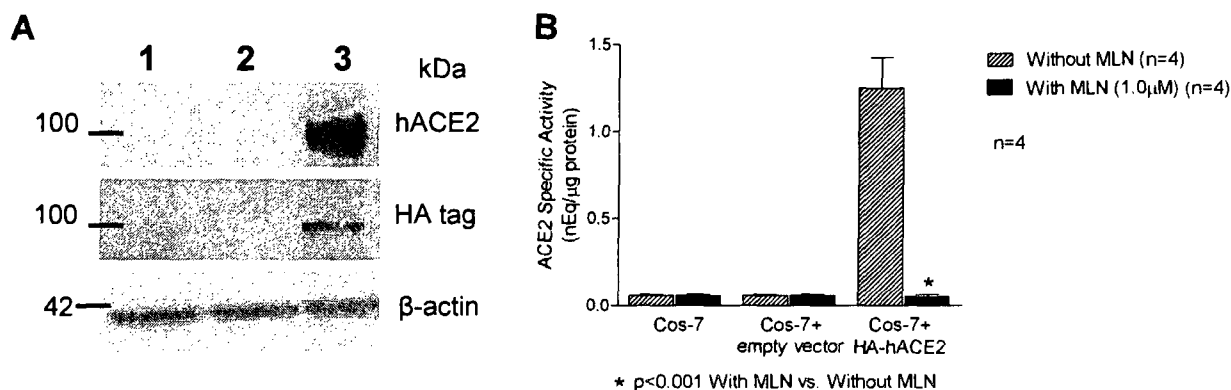 A
1 2 3 kDa
100 hACE2
100 HA tag
42 β-actin
B
ACE2 Specific Activity
(nEq/μg protein)
1.5
1.0
0.5
0.0
Cos-7
Cos-7+
empty vector
Cos-7+
HA-hACE2
* 
Without MLN (n=4)
With MLN (1.0μM) (n=4)
n=4
* p<0.001 With MLN vs. Without MLN